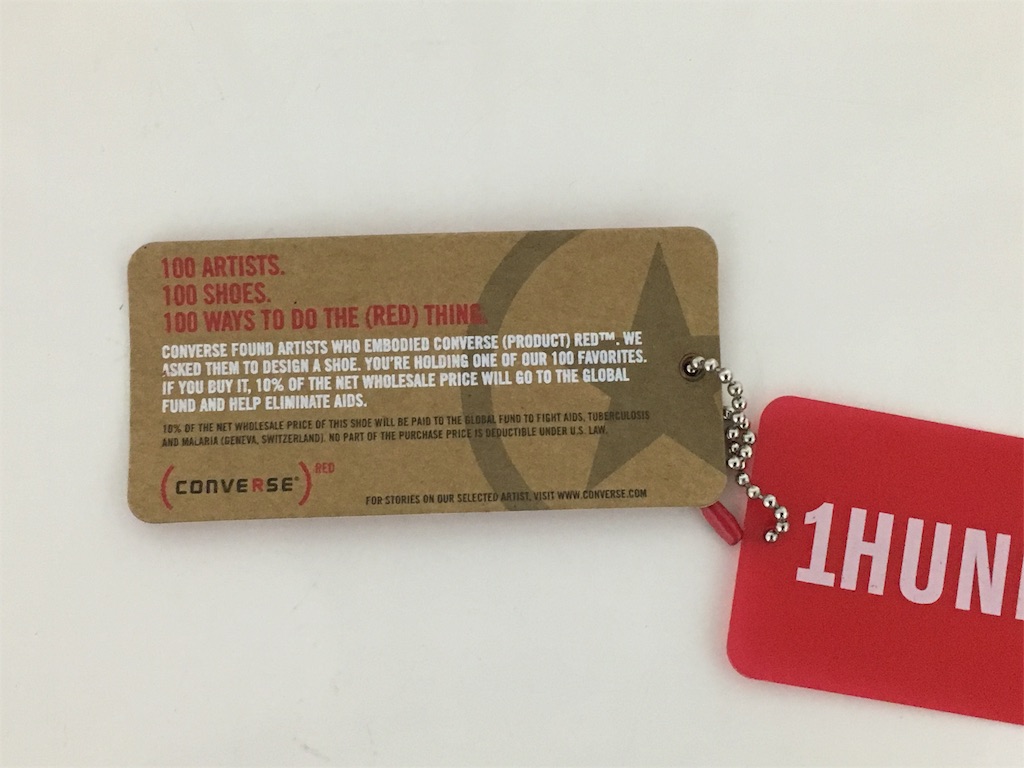 100 ARTISTS.
100 SHOES.
100 WAYS TO DO THE (RED) THING.
CONVERSE FOUND ARTISTS WHO EMBODIED CONVERSE (PRODUCT) RED™. WE
ASKED THEM TO DESIGN A SHOE. YOU'RE HOLDING ONE OF OUR 100 FAVORITES.
IF YOU BUY IT, 10% OF THE NET WHOLESALE PRICE WILL GO TO THE GLOBAL
FUND AND HELP ELIMINATE AIDS.
10% OF THE NET WHOLESALE PRICE OF THIS SHOE WILL BE PAID TO THE GLOBAL FUND TO FIGHT AIDS, TUBERCULOSIS
AND MALARIA (GENEVA, SWITZERLAND). NO PART OF THE PURCHASE PRICE IS DEDUCTIBLE UNDER U.S. LAW.
(CONVERSE®) RED
FOR STORIES ON OUR SELECTED ARTIST, VISIT WWW.CONVERSE.COM
1HUN